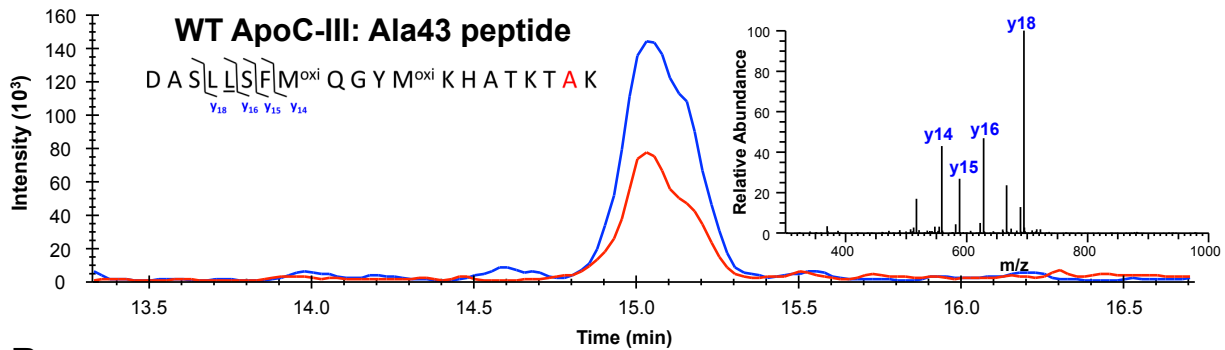 WT ApoC-III: Ala43 peptide
D A S L L S F M oxi Q G Y M oxi K H A T K T A K
y18 y16 y15 y14
Intensity (10³)
160
140
120
100
80
60
40
20
0
13.5 14.0 14.5 15.0 15.5 16.0 16.5
Time (min)
Relative Abundance
100
80
60
40
20
0
y18
y14 y16
y15
400 600 800 1000
m/z